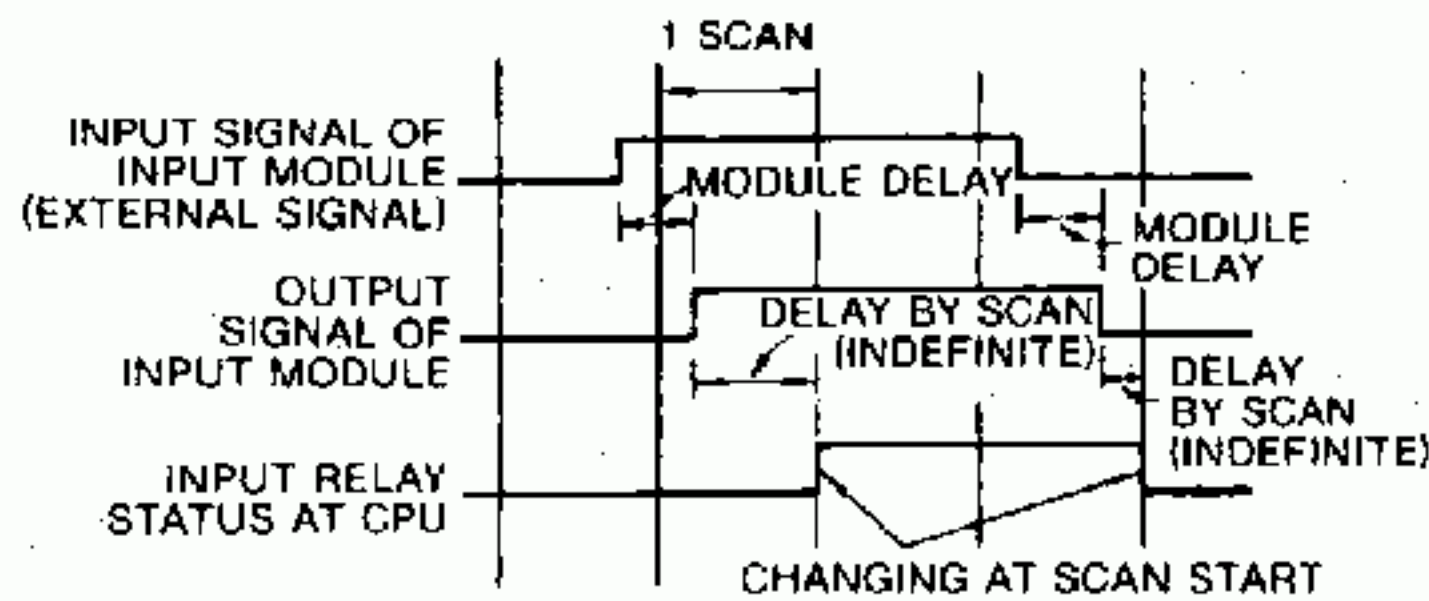 1 SCAN
INPUT SIGNAL OF
INPUT MODULE
(EXTERNAL SIGNAL)
MODULE DELAY
MODULE
DELAY
OUTPUT
SIGNAL OF
INPUT MODULE
DELAY BY SCAN
(INDEFINITE)
DELAY
BY SCAN
(INDEFINITE)
INPUT RELAY
STATUS AT CPU
CHANGING AT SCAN START